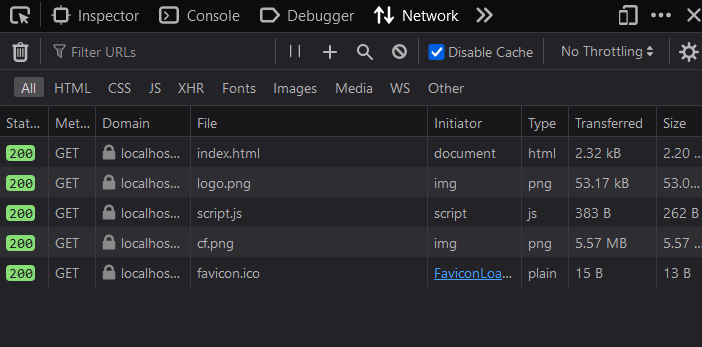 Inspector Console Debugger Network
Filter URLs Disable Cache No Throttling
All HTML CSS JS XHR Fonts Images Media WS Other
Stat... Met... Domain File Initiator Type Transferred Size
200 GET localhos... index.html document html 2.32 kB 2.20 ...
200 GET localhos... logo.png img png 53.17 kB 53.0...
200 GET localhos... script.js script js 383 B 262 B
200 GET localhos... cf.png img png 5.57 MB 5.57 ...
200 GET localhos... favicon.ico FaviconLoa... plain 15 B 13 B